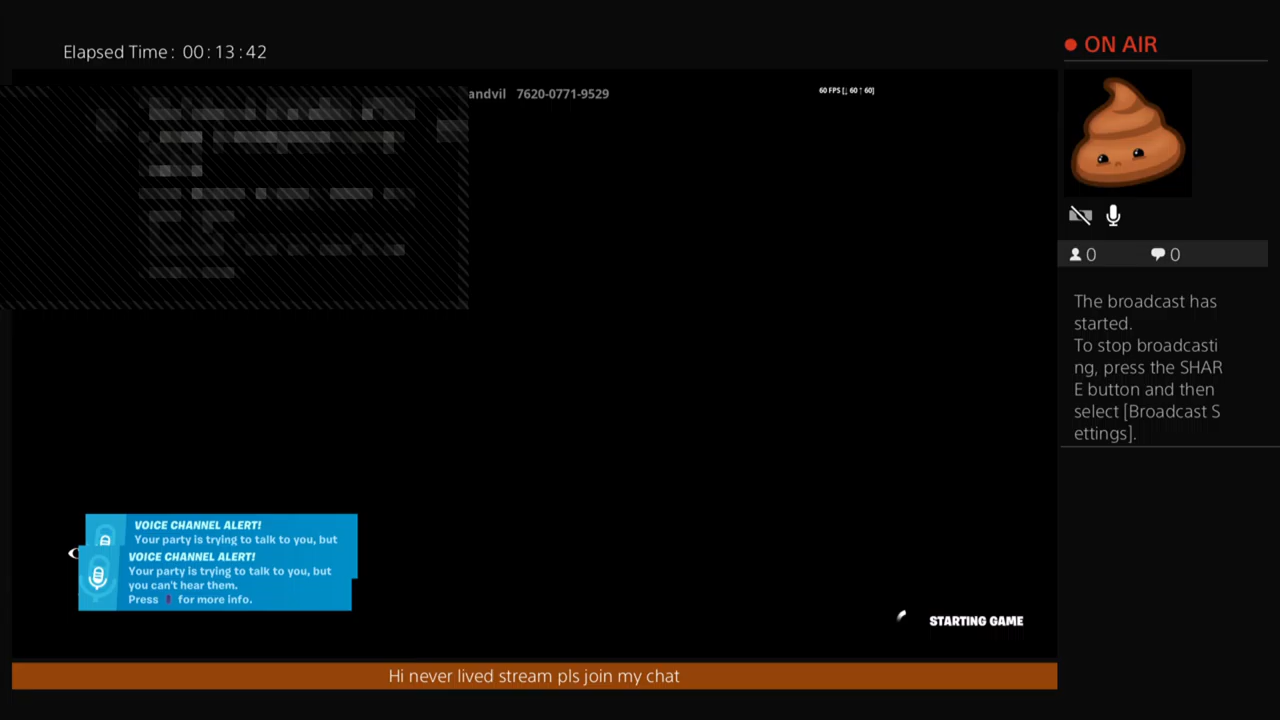 Elapsed Time: 00:13:42
ON AIR
andvil 7620-0771-9529
60 FPS [↓ 60 ↑ 60]
0 0
The broadcast has
started.
To stop broadcasti
ng, press the SHAR
E button and then
select [Broadcast S
ettings].
VOICE CHANNEL ALERT!
Your party is trying to talk to you, but
VOICE CHANNEL ALERT!
Your party is trying to talk to you, but
you can't hear them.
Press for more info.
STARTING GAME
Hi never lived stream pls join my chat